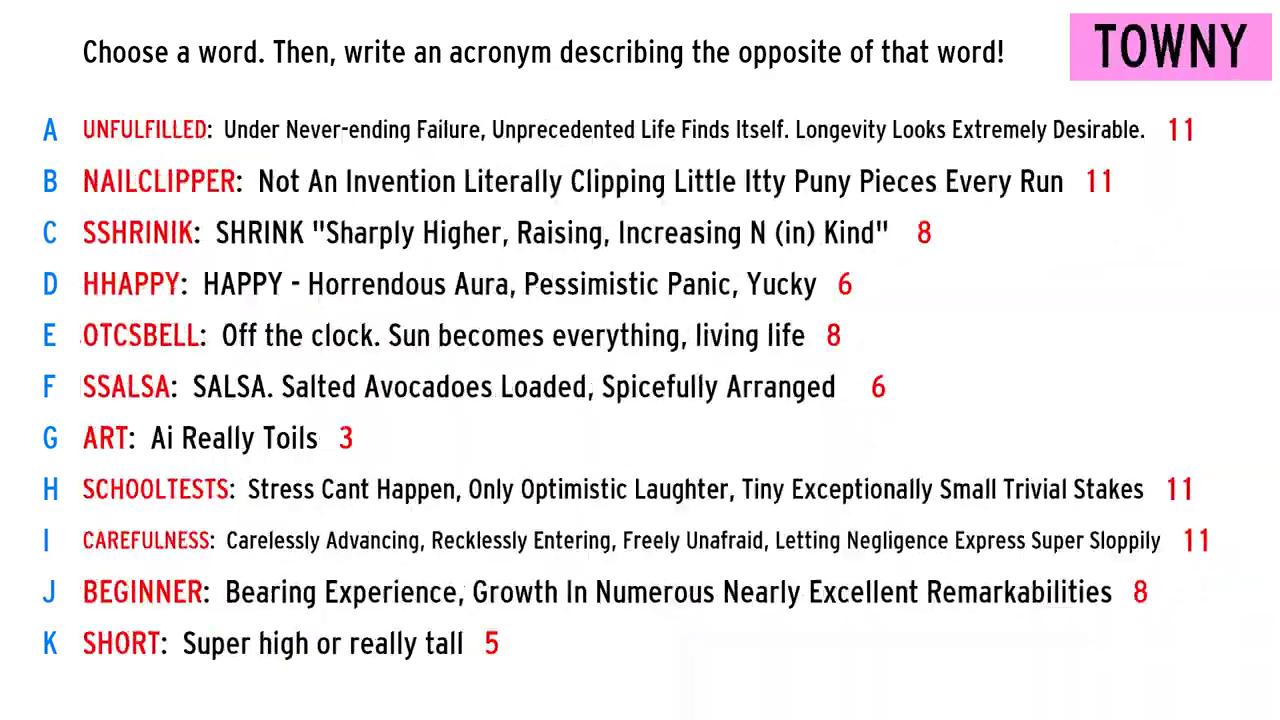 Choose a word. Then, write an acronym describing the opposite of that word!
TOWNY
A UNFULFILLED: Under Never-ending Failure, Unprecedented Life Finds Itself. Longevity Looks Extremely Desirable. 11
B NAILCLIPPER: Not An Invention Literally Clipping Little Itty Puny Pieces Every Run 11
C SSHRINIK: SHRINK "Sharply Higher, Raising, Increasing N (in) Kind" 8
D HHAPPY: HAPPY - Horrendous Aura, Pessimistic Panic, Yucky 6
E OTCSBELL: Off the clock. Sun becomes everything, living life 8
F SSALSA: SALSA. Salted Avocadoes Loaded, Spicefully Arranged 6
G ART: Ai Really Toils 3
H SCHOOLTESTS: Stress Cant Happen, Only Optimistic Laughter, Tiny Exceptionally Small Trivial Stakes 11
I CAREFULNESS: Carelessly Advancing, Recklessly Entering, Freely Unafraid, Letting Negligence Express Super Sloppily 11
J BEGINNER: Bearing Experience, Growth In Numerous Nearly Excellent Remarkabilities 8
K SHORT: Super high or really tall 5